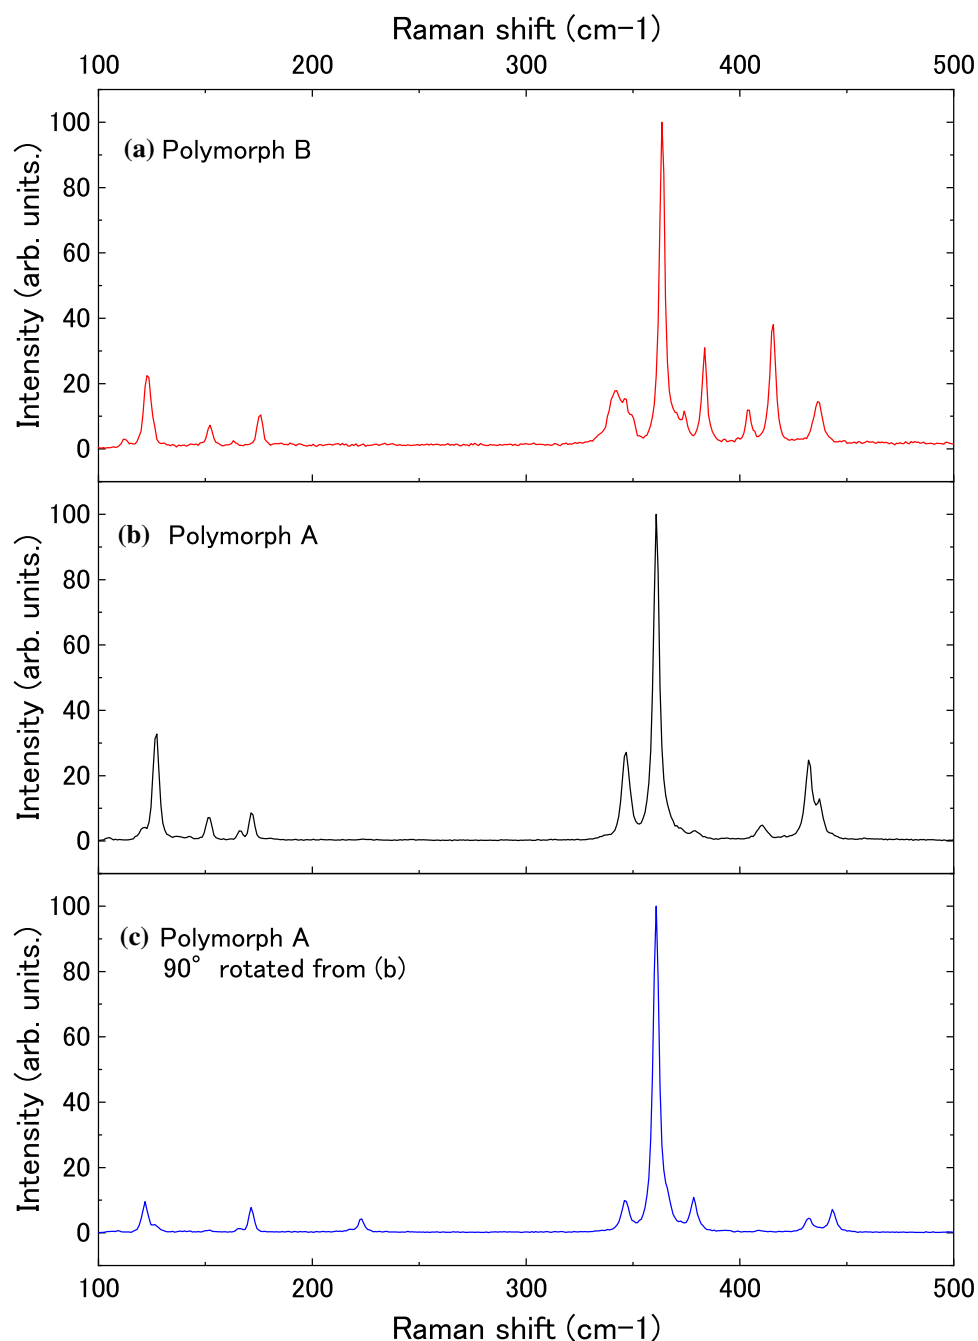 Raman shift (cm-1)
100 200 300 400 500
(a) Polymorph B
100
80
60
40
20
0
Intensity (arb. units.)
(b) Polymorph A
100
80
60
40
20
0
Intensity (arb. units.)
(c) Polymorph A
90° rotated from (b)
100
80
60
40
20
0
Intensity (arb. units.)
100 200 300 400 500
Raman shift (cm-1)